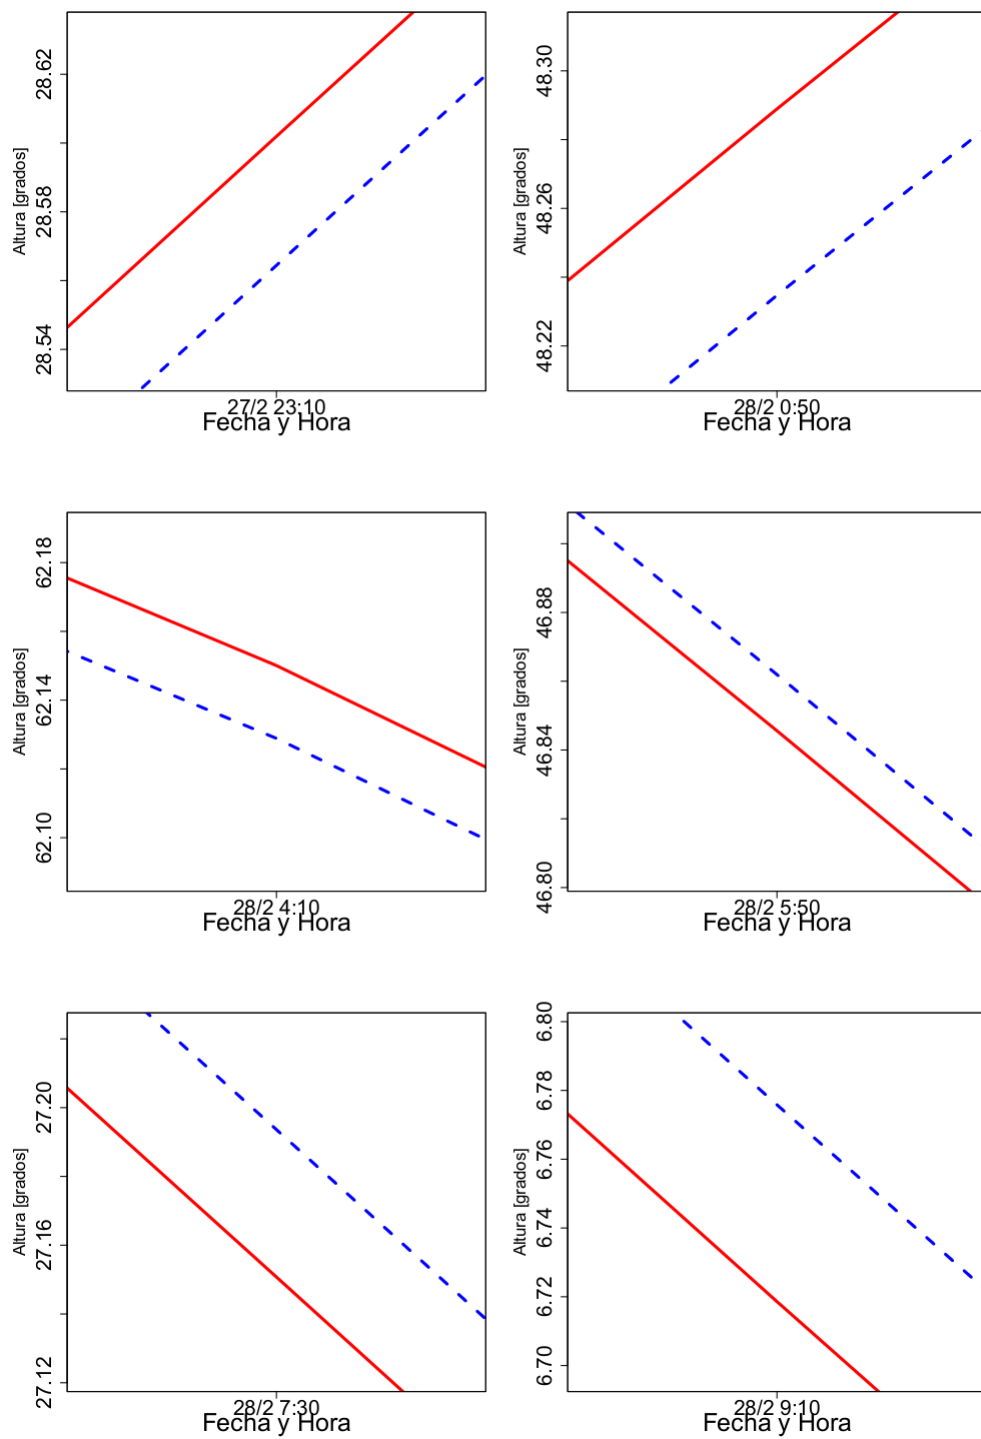 28.62
28.58
28.54
Altura [grados]
27/2 23:10
Fecha y Hora
48.30
48.26
48.22
Altura [grados]
28/2 0:50
Fecha y Hora
62.18
62.14
62.10
Altura [grados]
28/2 4:10
Fecha y Hora
46.88
46.84
46.80
Altura [grados]
28/2 5:50
Fecha y Hora
27.20
27.16
27.12
Altura [grados]
28/2 7:30
Fecha y Hora
6.80
6.78
6.76
6.74
6.72
6.70
Altura [grados]
28/2 9:10
Fecha y Hora